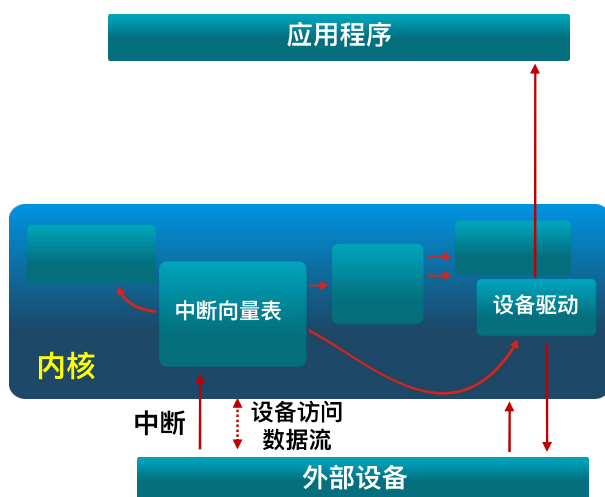 应用程序
中断向量表
设备驱动
内核
中断
设备访问
数据流
外部设备